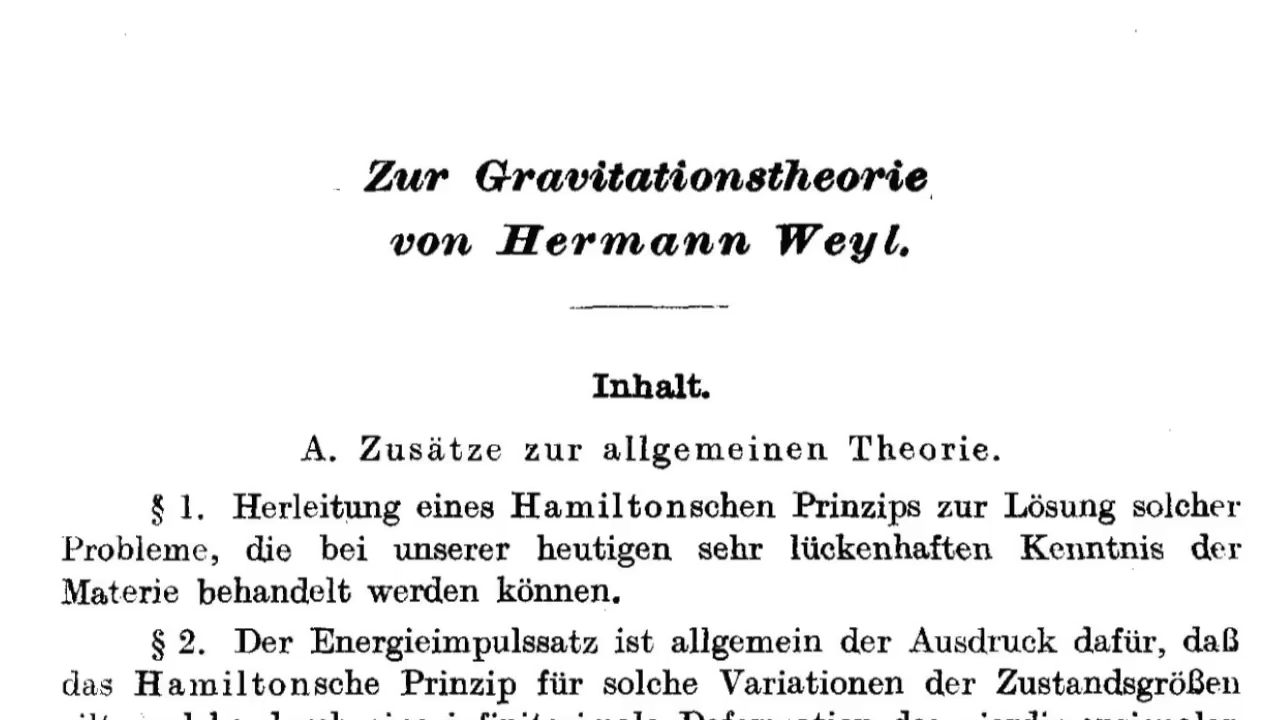 Zur Gravitationstheorie
von Hermann Weyl.
Inhalt.
A. Zusätze zur allgemeinen Theorie.
§ 1. Herleitung eines Hamiltonschen Prinzips zur Lösung solcher
Probleme, die bei unserer heutigen sehr lückenhaften Kenntnis der
Materie behandelt werden können.
§ 2. Der Energieimpulssatz ist allgemein der Ausdruck dafür, daß
das Hamiltonsche Prinzip für solche Variationen der Zustandsgrößen